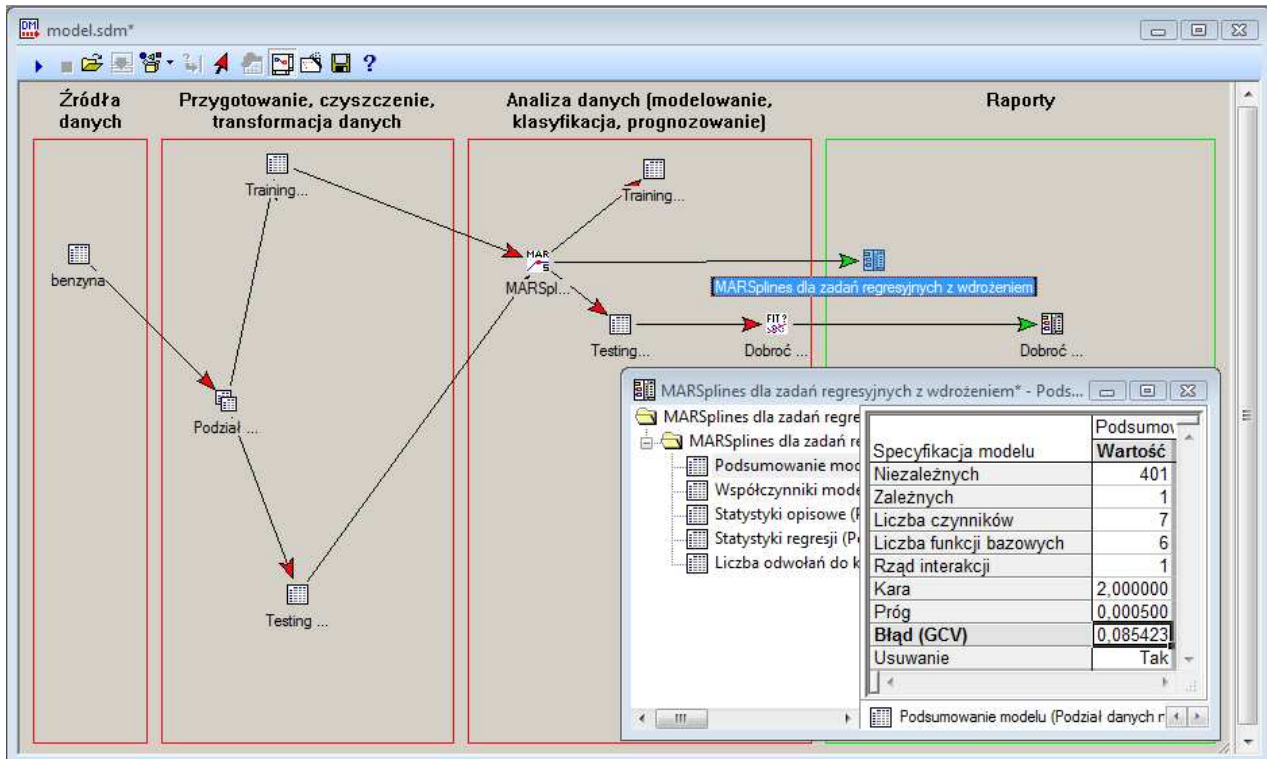 model.sdm*
Źródła danych
Przygotowanie, czyszczenie, transformacja danych
Analiza danych (modelowanie, klasyfikacja, prognozowanie)
Raporty
Training...
Training...
benzyna
MARSpl...
MARSplines dla zadań regresyjnych z wdrożeniem
Testing...
Dobroć ...
Dobroć ...
Podział ...
Testing ...
MARSplines dla zadań regresyjnych z wdrożeniem* - Pods...
MARSplines dla zadań regre
MARSplines dla zadań re
Podsumowanie mod
Współczynniki mode
Statystyki opisowe (P
Statystyki regresji (P
Liczba odwołań do k
Podsumow
Specyfikacja modelu Wartość
Niezależnych 401
Zależnych 1
Liczba czynników 7
Liczba funkcji bazowych 6
Rząd interakcji 1
Kara 2,000000
Próg 0,000500
Błąd (GCV) 0,085423
Usuwanie Tak
Podsumowanie modelu (Podział danych n